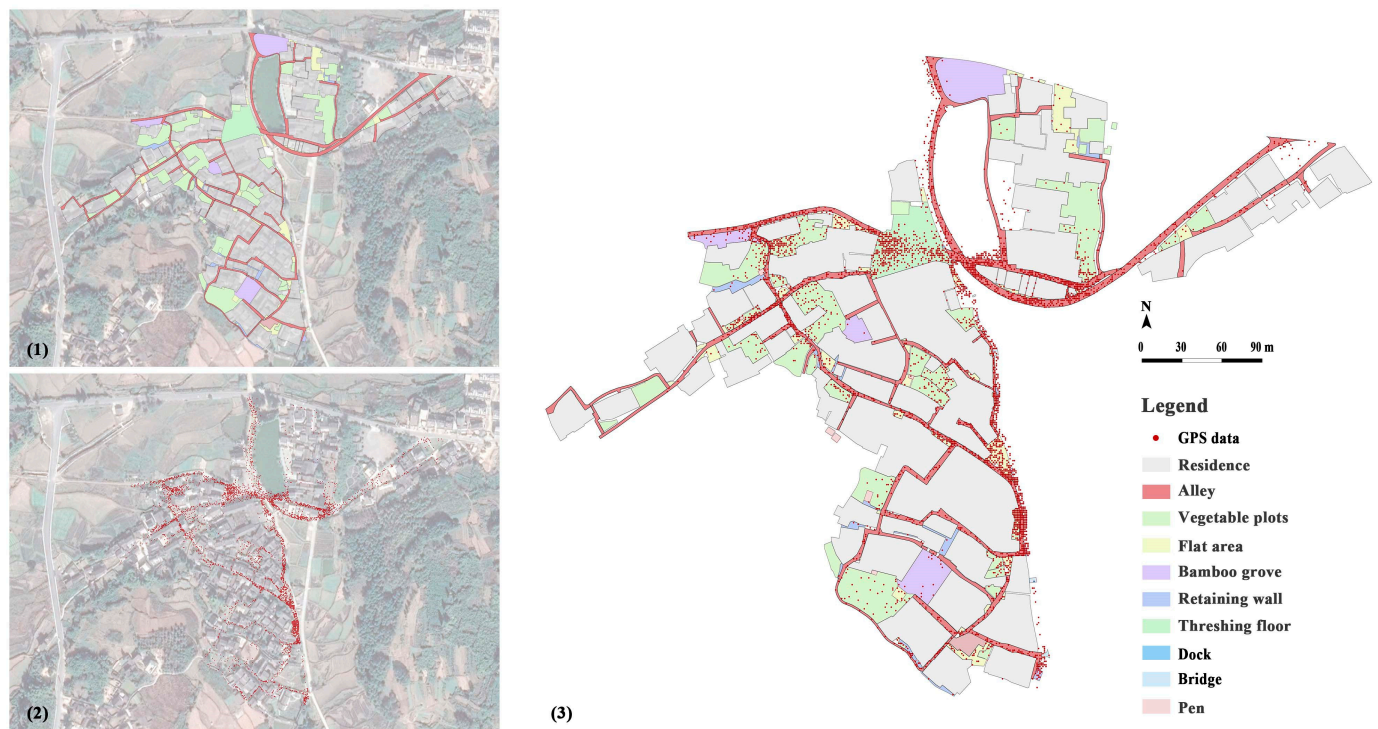 (1)
(2)
(3)
N
0 30 60 90 m
Legend
GPS data
Residence
Alley
Vegetable plots
Flat area
Bamboo grove
Retaining wall
Threshing floor
Dock
Bridge
Pen